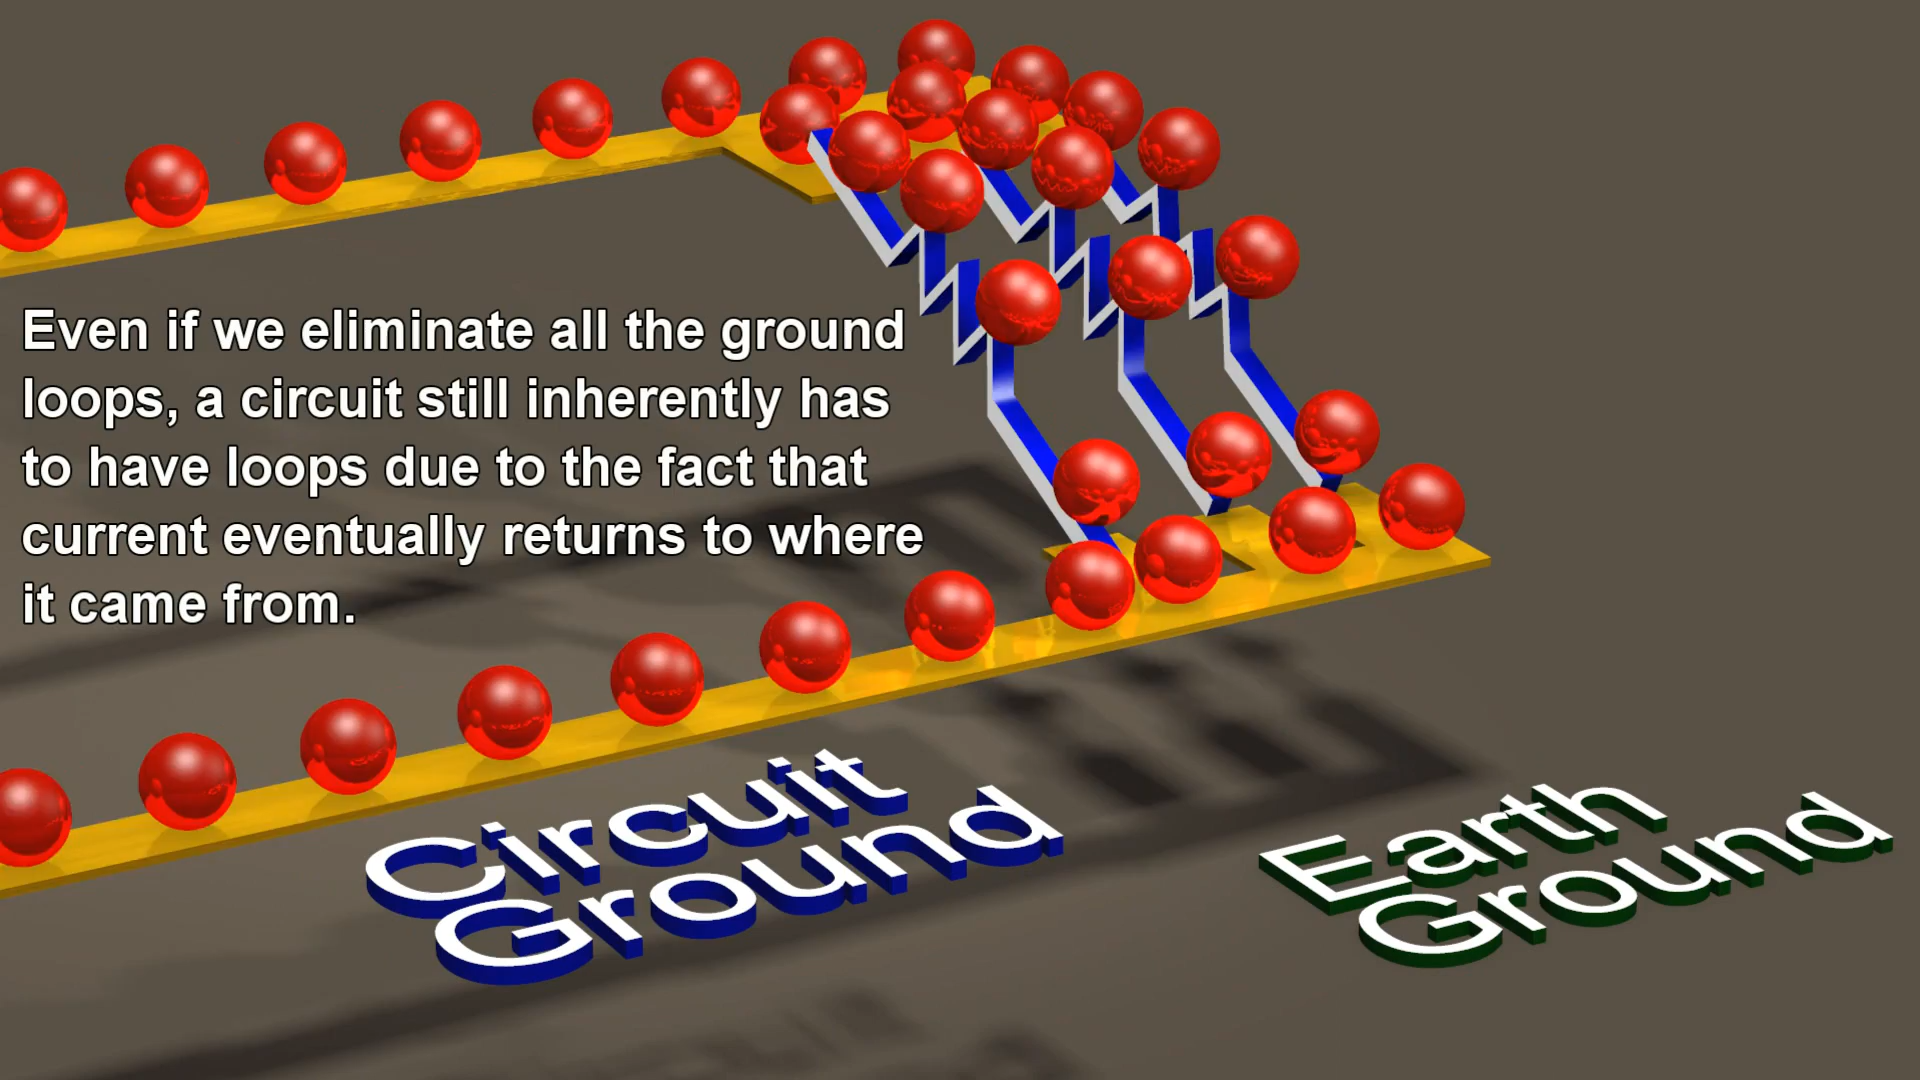 Even if we eliminate all the ground
loops, a circuit still inherently has
to have loops due to the fact that
current eventually returns to where
it came from.
Circuit
Ground
Earth
Ground